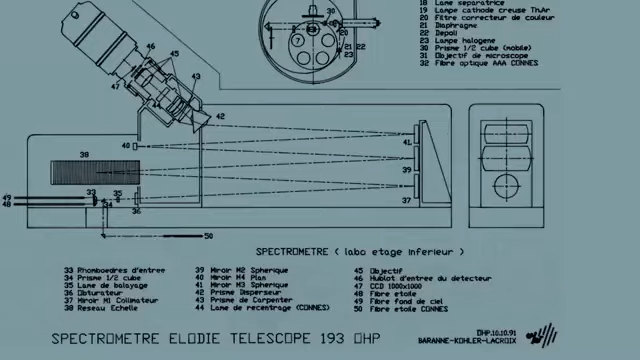 18 Lame separatrice
19 Lampe cathode creuse ThAr
20 Filtre correcteur de couleur
21 Diaphragme
22 Depoli
23 Lampe halogene
30 Prisme 1/2 cube (mobile)
31 Objectif de microscope
32 Fibre optique AAA CONNES
30
20
7
21 22
23
46
45
43
47
44
42
40
41
38
39
49
48
33
34
35
36
37
50
SPECTROMETRE ( labo etage inferieur )
33 Rhomboedres d'entree
34 Prisme 1/2 cube
35 Lame de balayage
36 Obturateur
37 Miroir M1 Collimateur
38 Reseau Echelle
39 Miroir M2 Spherique
40 Miroir M4 Plan
41 Miroir M3 Spherique
42 Prisme Disperseur
43 Prisme de Carpenter
44 Lame de recentrage (CONNES)
45 Objectif
46 Hublot d'entree du detecteur
47 CCD 1000x1000
48 Fibre etoile
49 Fibre fond de ciel
50 Fibre etoile CONNES
SPECTROMETRE ELODIE TELESCOPE 193 OHP
OHP.10.10.91
BARANNE-KOHLER-LACROIX